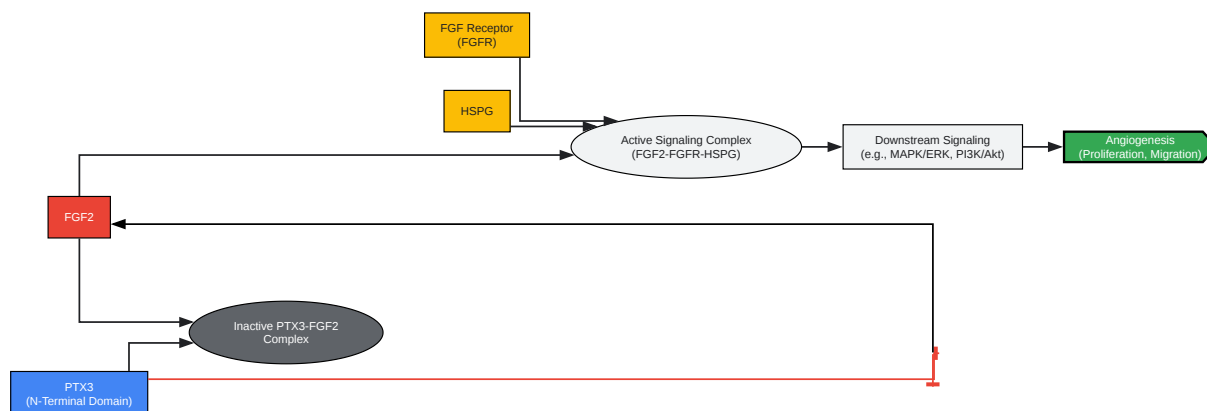 FGF Receptor
(FGFR)
HSPG
Active Signaling Complex
(FGF2-FGFR-HSPG)
Downstream Signaling
(e.g., MAPK/ERK, PI3K/Akt)
Angiogenesis
(Proliferation, Migration)
FGF2
Inactive PTX3-FGF2
Complex
PTX3
(N-Terminal Domain)